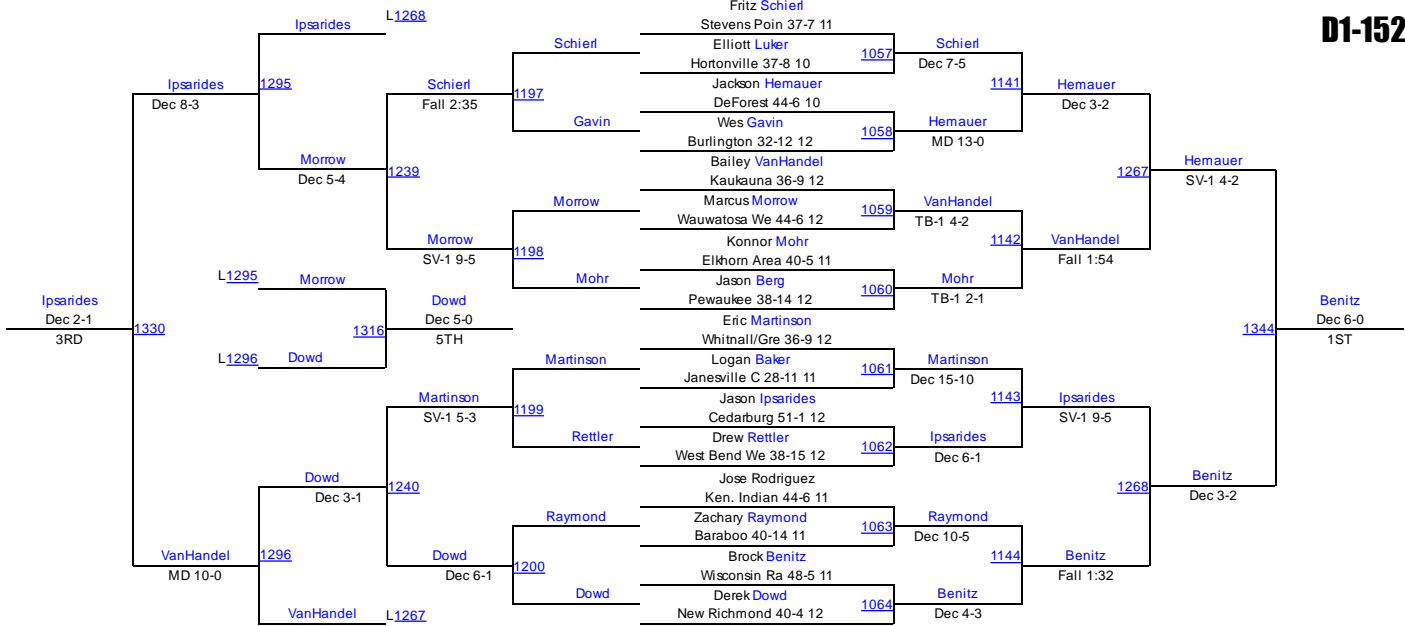 D1-152
Fritz Schierl
Stevens Poin 37-7 11
Elliott Luker
Hortonville 37-8 10
Jackson Hemauer
DeForest 44-6 10
Wes Gavin
Burlington 32-12 12
Bailey VanHandel
Kaukauna 36-9 12
Marcus Morrow
Wauwatosa We 44-6 12
Konnor Mohr
Elkhorn Area 40-5 11
Jason Berg
Pewaukee 38-14 12
Eric Martinson
Whitnall/Gre 36-9 12
Logan Baker
Janesville C 28-11 11
Jason Ipsarides
Cedarburg 51-1 12
Drew Rettler
West Bend We 38-15 12
Jose Rodriguez
Ken. Indian 44-6 11
Zachary Raymond
Baraboo 40-14 11
Brock Benitz
Wisconsin Ra 48-5 11
Derek Dowd
New Richmond 40-4 12
1057
1058
1059
1060
1061
1062
1063
1064
Schierl
Dec 7-5
Hemauer
MD 13-0
VanHandel
TB-1 4-2
Mohr
TB-1 2-1
Martinson
Dec 15-10
Ipsarides
Dec 6-1
Raymond
Dec 10-5
Benitz
Dec 4-3
1141
1142
1143
1144
Hemauer
Dec 3-2
VanHandel
Fall 1:54
Ipsarides
SV-1 9-5
Benitz
Fall 1:32
1267
1268
Hemauer
SV-1 4-2
Benitz
Dec 3-2
1344
Benitz
Dec 6-0
1ST
Schierl
Gavin
Morrow
Mohr
Martinson
Rettler
Raymond
Dowd
1197
1198
1199
1200
Schierl
Fall 2:35
Morrow
SV-1 9-5
Martinson
SV-1 5-3
Dowd
Dec 6-1
1239
1240
Ipsarides
L1268
Morrow
Dec 5-4
Dowd
Dec 3-1
VanHandel
L1267
1295
1296
Ipsarides
Dec 8-3
VanHandel
MD 10-0
1330
Ipsarides
Dec 2-1
3RD
L1295
Morrow
L1296
Dowd
1316
Dowd
Dec 5-0
5TH